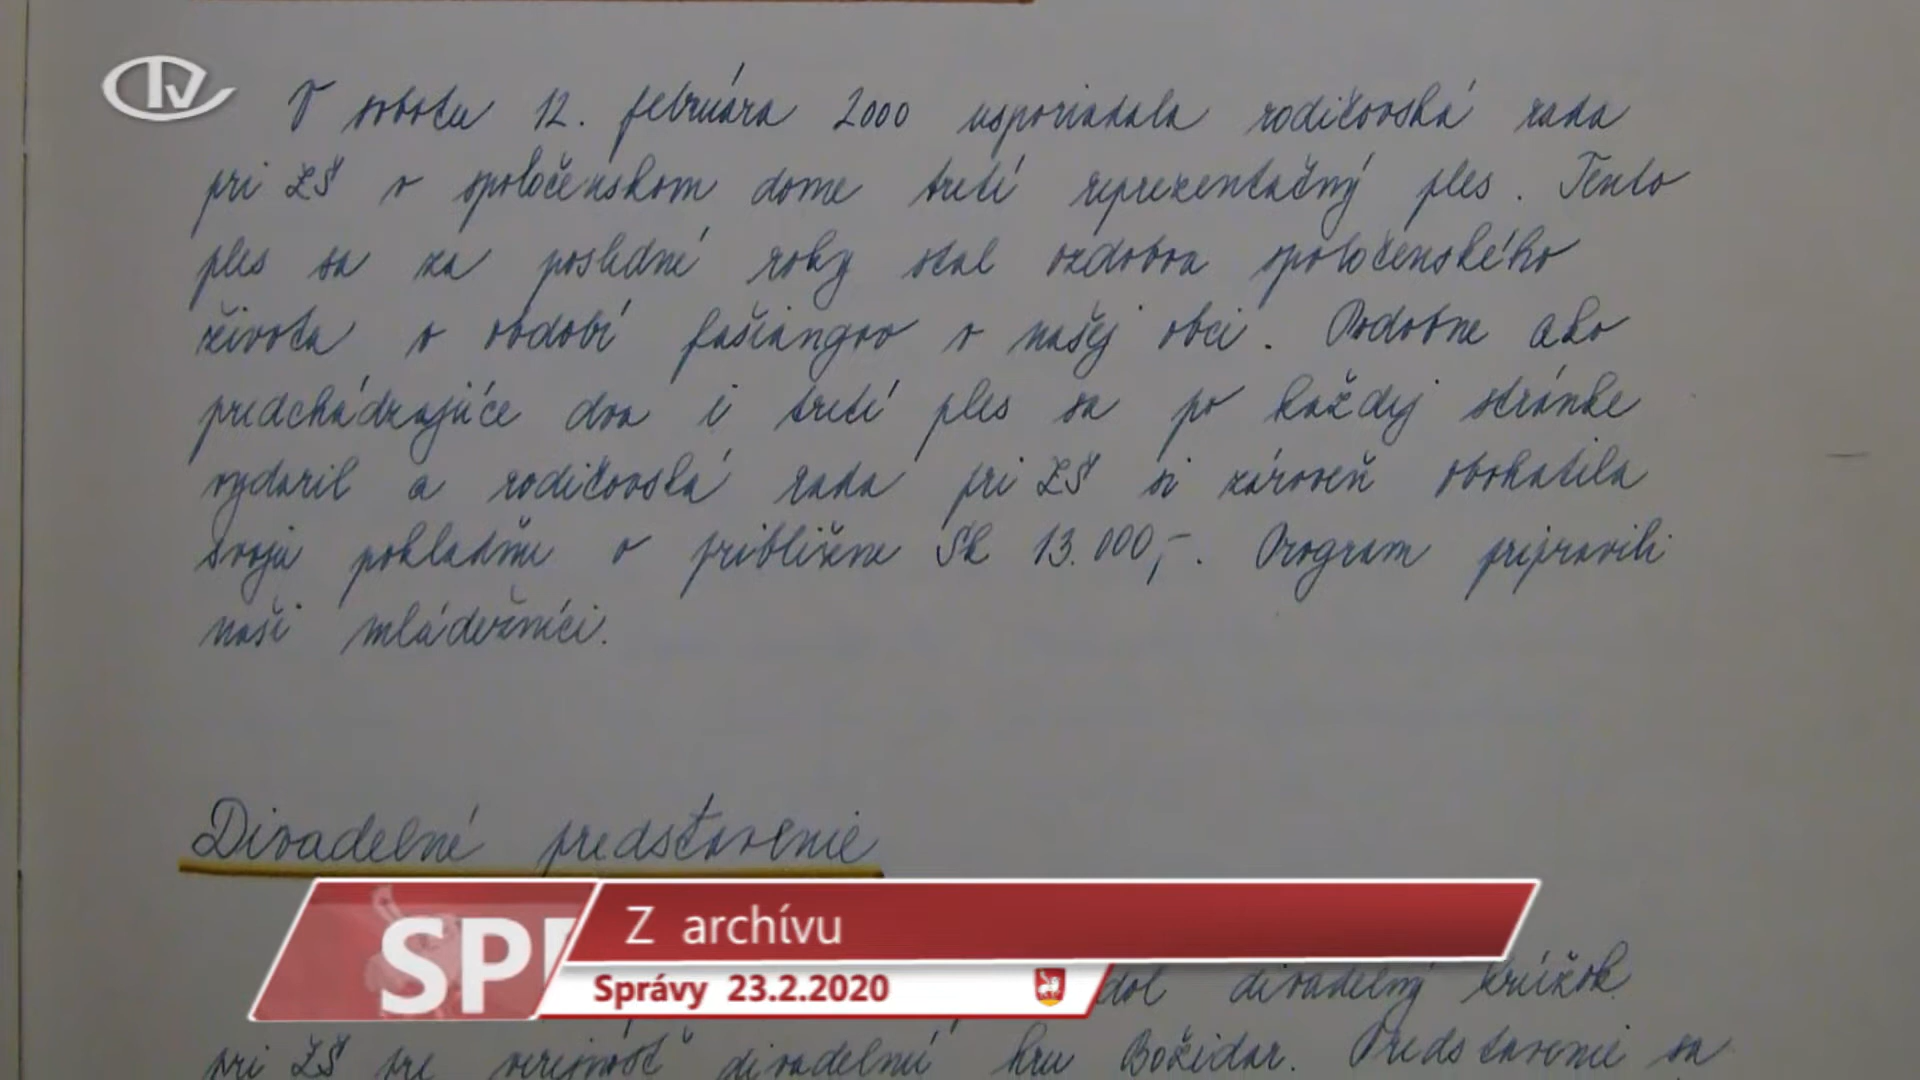 TV
V sobotu 12. februára 2000 usporiadala rodičovská rada
pri ZŠ v spoločenskom dome tretí reprezentačný ples. Tento
ples sa za posledné roky stal ozdobou spoločenského
života v období fašiangov v našej obci. Podobne ako
predchádzajúce dva i tretí ples sa po každej stránke
vydaril a rodičovská rada pri ZŠ si zároveň obohatila
svoju pokladňu o približne Sk 13.000,-. Program pripravili
naši mládežníci.
Divadelné predstavenie
SP
Z archívu
Správy 23.2.2020
divadelný krúžok
pri ZŠ pre verejnosť divadelnú hru Božidar. Predstavenie sa